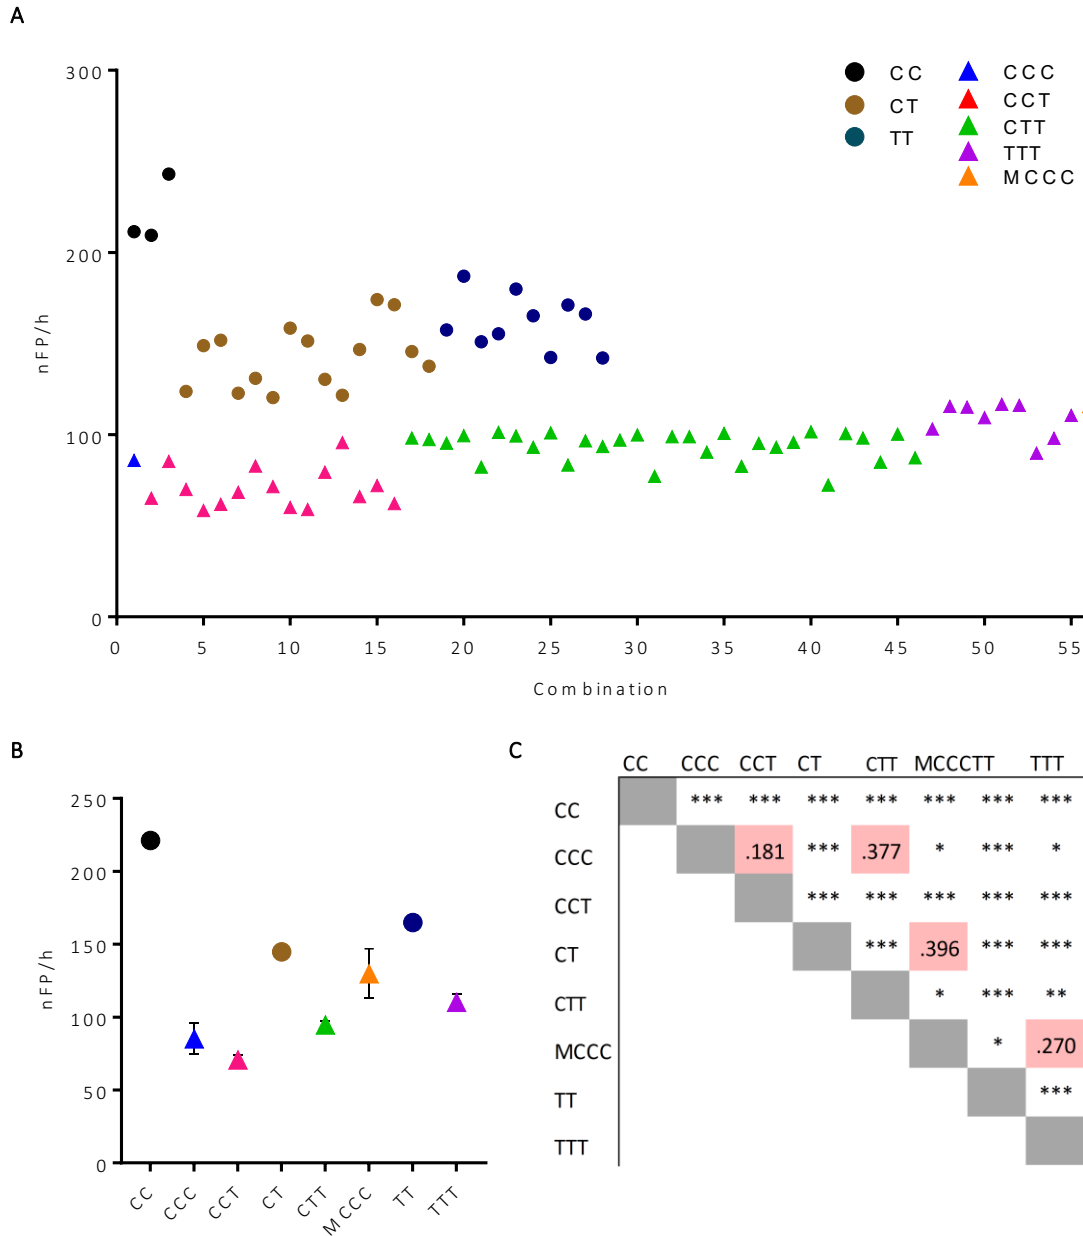 A
300
200
100
0
nFP/h
CC
CT
TT
CCC
CCT
CTT
TTT
MCCC
0 5 10 15 20 25 30 35 40 45 50 55
Combination
B
250
200
150
100
50
0
nFP/h
CC CCC CCT CT CTT MCCC TT TTT
C
CC CCC CCT CT CTT MCCCTT TTT
CC *** *** *** *** *** *** ***
CCC .181 *** .377 * *** *
CCT *** *** *** *** ***
CT *** .396 *** ***
CTT * *** **
MCCC * .270
TT ***
TTT